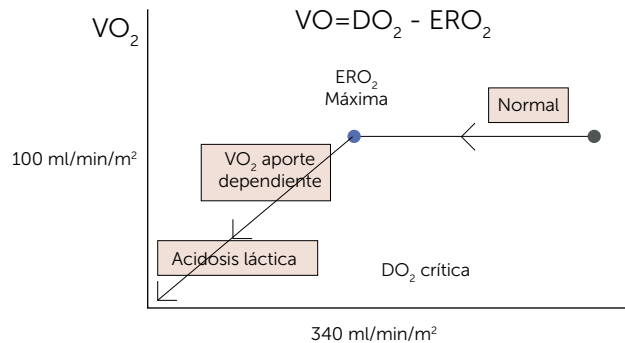 VO₂
VO=DO₂ - ERO₂
ERO₂
Máxima
Normal
100 ml/min/m²
VO₂ aporte
dependiente
Acidosis láctica
DO₂ crítica
340 ml/min/m²